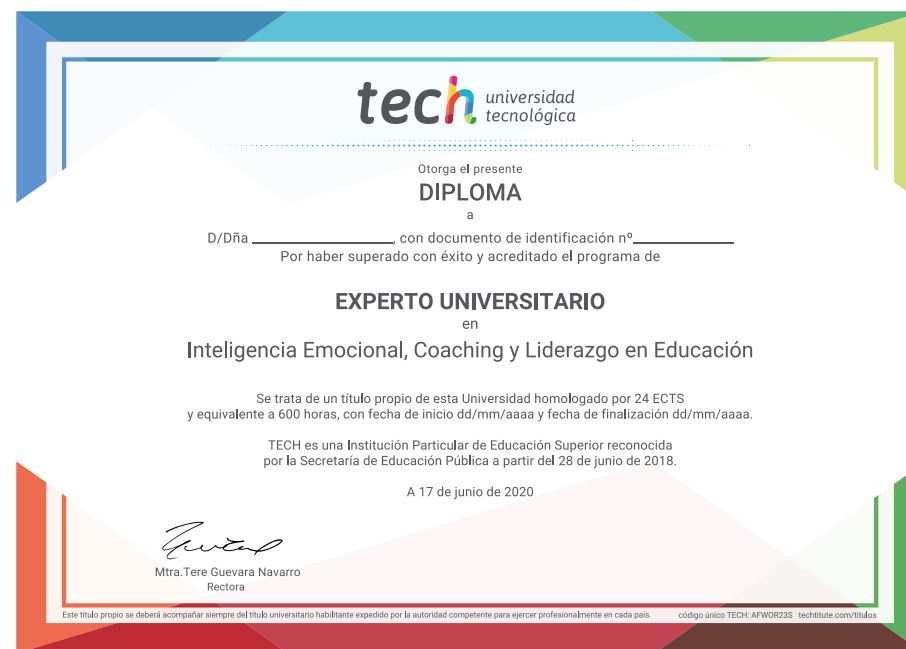 tech universidad
tecnológica
Otorga el presente
DIPLOMA
a
D/Dña ____________________, con documento de identificación nº______________
Por haber superado con éxito y acreditado el programa de
EXPERTO UNIVERSITARIO
en
Inteligencia Emocional, Coaching y Liderazgo en Educación
Se trata de un título propio de esta Universidad homologado por 24 ECTS
y equivalente a 600 horas, con fecha de inicio dd/mm/aaaa y fecha de finalización dd/mm/aaaa.
TECH es una Institución Particular de Educación Superior reconocida
por la Secretaría de Educación Pública a partir del 28 de junio de 2018.
A 17 de junio de 2020
Mtra.Tere Guevara Navarro
Rectora
Este título propio se deberá acompañar siempre del título universitario habilitante expedido por la autoridad competente para ejercer profesionalmente en cada país. código único TECH: AFWOR23S techtitute.com/titulos